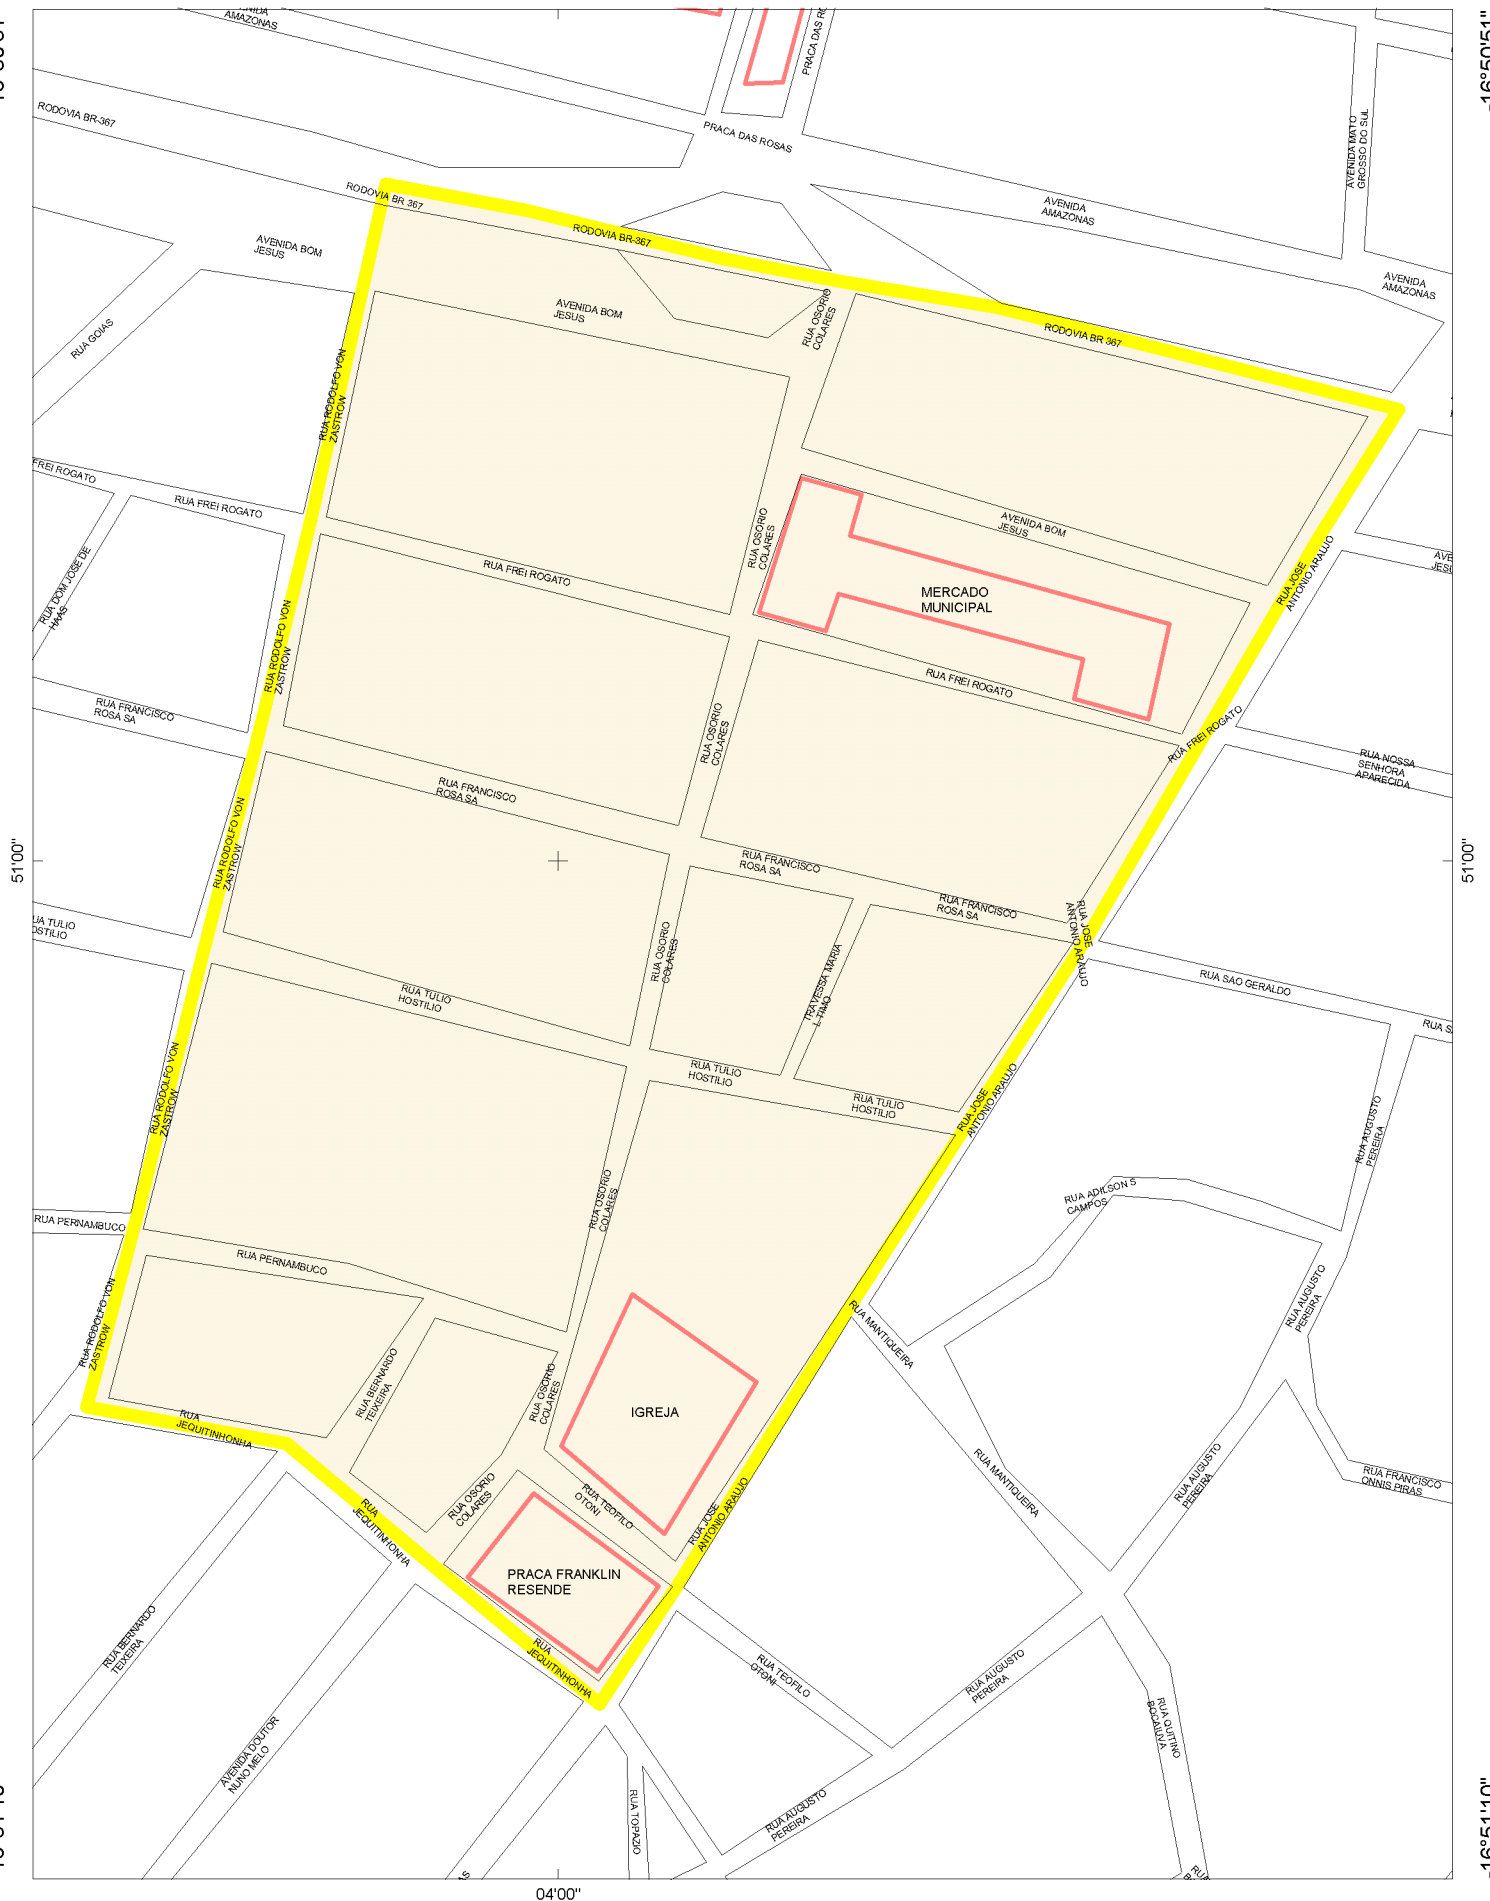 AMAZONAS
PRACA DAS
-16°50'51"
RODOVIA BR-367
PRACA DAS ROSAS
AVENIDA MATO
GROSSO DO SUL
RODOVIA BR 367
AVENIDA
AMAZONAS
RODOVIA BR-367
AVENIDA BOM
JESUS
AVENIDA
AMAZONAS
AVENIDA BOM
JESUS
RUA OSORIO
COLARES
RUA GOIAS
RODOVIA BR 367
RUA RODOLFO VON
ZASTROW
FREI ROGATO
RUA FREI ROGATO
AVENIDA BOM
JESUS
RUA OSORIO
COLARES
RUA DOM JOSE DE
HAAS
RUA FREI ROGATO
RUA JOSE
ANTONIO ARAUJO
MERCADO
MUNICIPAL
RUA RODOLFO VON
ZASTROW
RUA FREI ROGATO
RUA FRANCISCO
ROSA SA
RUA OSORIO
COLARES
RUA FREI ROGATO
RUA NOSSA
SENHORA
APARECIDA
RUA FRANCISCO
ROSA SA
RUA RODOLFO VON
ZASTROW
51'00"
RUA FRANCISCO
ROSA SA
51'00"
RUA FRANCISCO
ROSA SA
RUA JOSE
ANTONIO ARAUJO
RUA OSORIO
COLARES
TRAVESSA MARIA
L TIMO
RUA SAO GERALDO
RUA TULIO
HOSTILIO
RUA TULIO
HOSTILIO
RUA TULIO
HOSTILIO
RUA JOSE
ANTONIO ARAUJO
RUA RODOLFO VON
ZASTROW
RUA AUGUSTO
PEREIRA
RUA ADILSON S
CAMPOS
RUA OSORIO
COLARES
RUA PERNAMBUCO
RUA PERNAMBUCO
RUA AUGUSTO
PEREIRA
RUA RODOLFO VON
ZASTROW
RUA MANTIQUEIRA
RUA BERNARDO
TEIXEIRA
RUA OSORIO
COLARES
IGREJA
RUA
JEQUITINHONHA
RUA MANTIQUEIRA
RUA AUGUSTO
PEREIRA
RUA FRANCISCO
ONNIS PIRAS
RUA OSORIO
COLARES
RUA TEOFILO
OTONI
RUA JOSE
ANTONIO ARAUJO
RUA
JEQUITINHONHA
PRACA FRANKLIN
RESENDE
RUA BERNARDO
TEIXEIRA
RUA
JEQUITINHONHA
RUA TEOFILO
OTONI
RUA AUGUSTO
PEREIRA
RUA QUITINO
BOCAIUVA
AVENIDA DOUTOR
NUNO MELO
RUA TOPAZIO
RUA AUGUSTO
PEREIRA
-16°51'10"
04'00"